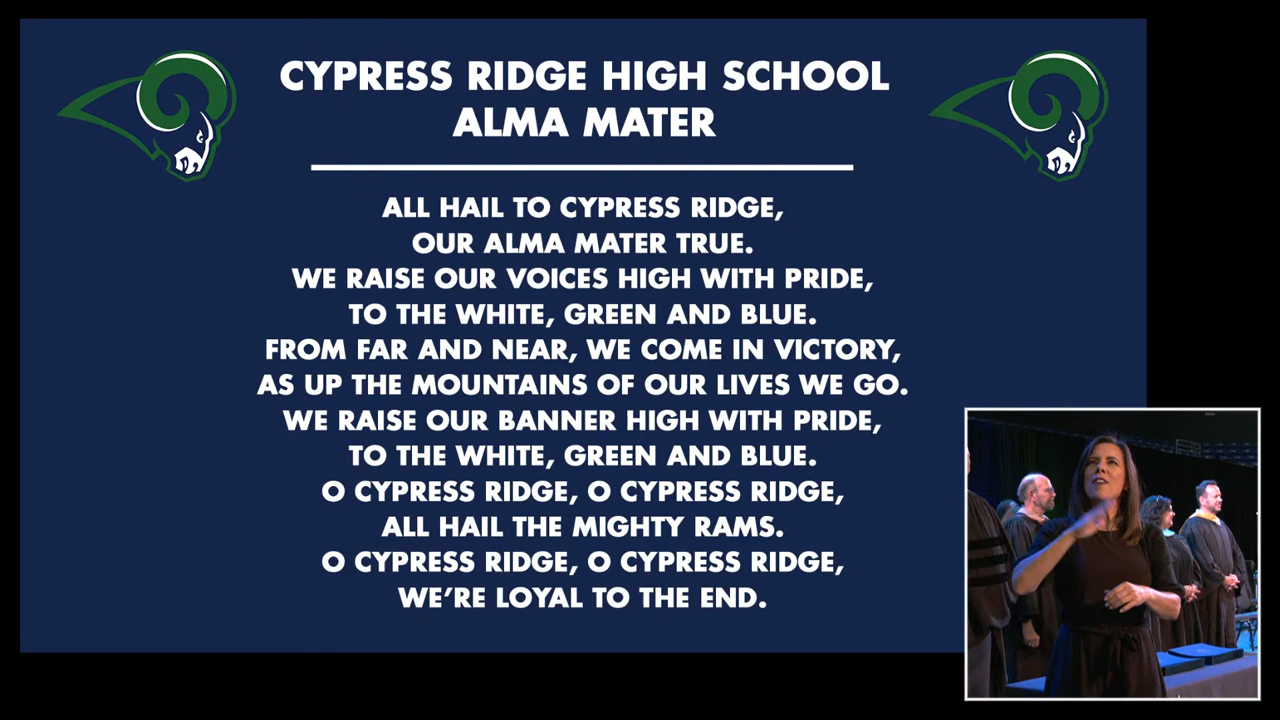 CYPRESS RIDGE HIGH SCHOOL
ALMA MATER
ALL HAIL TO CYPRESS RIDGE,
OUR ALMA MATER TRUE.
WE RAISE OUR VOICES HIGH WITH PRIDE,
TO THE WHITE, GREEN AND BLUE.
FROM FAR AND NEAR, WE COME IN VICTORY,
AS UP THE MOUNTAINS OF OUR LIVES WE GO.
WE RAISE OUR BANNER HIGH WITH PRIDE,
TO THE WHITE, GREEN AND BLUE.
O CYPRESS RIDGE, O CYPRESS RIDGE,
ALL HAIL THE MIGHTY RAMS.
O CYPRESS RIDGE, O CYPRESS RIDGE,
WE’RE LOYAL TO THE END.